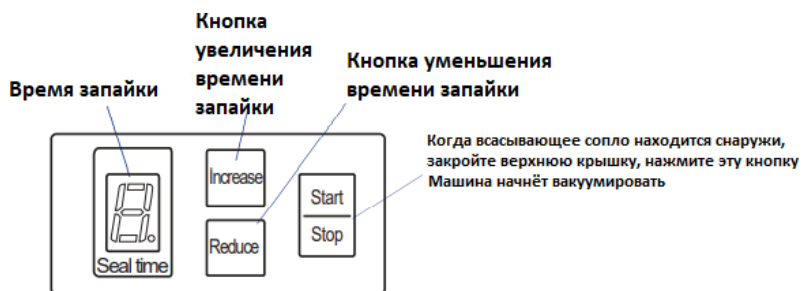 Кнопка
увеличения
времени
запайки
Кнопка уменьшения
времени запайки
Время запайки
Когда всасывающее сопло находится снаружи,
закройте верхнюю крышку, нажмите эту кнопку
Машина начнёт вакуумировать
8.
Seal time
Increase
Reduce
Start
Stop